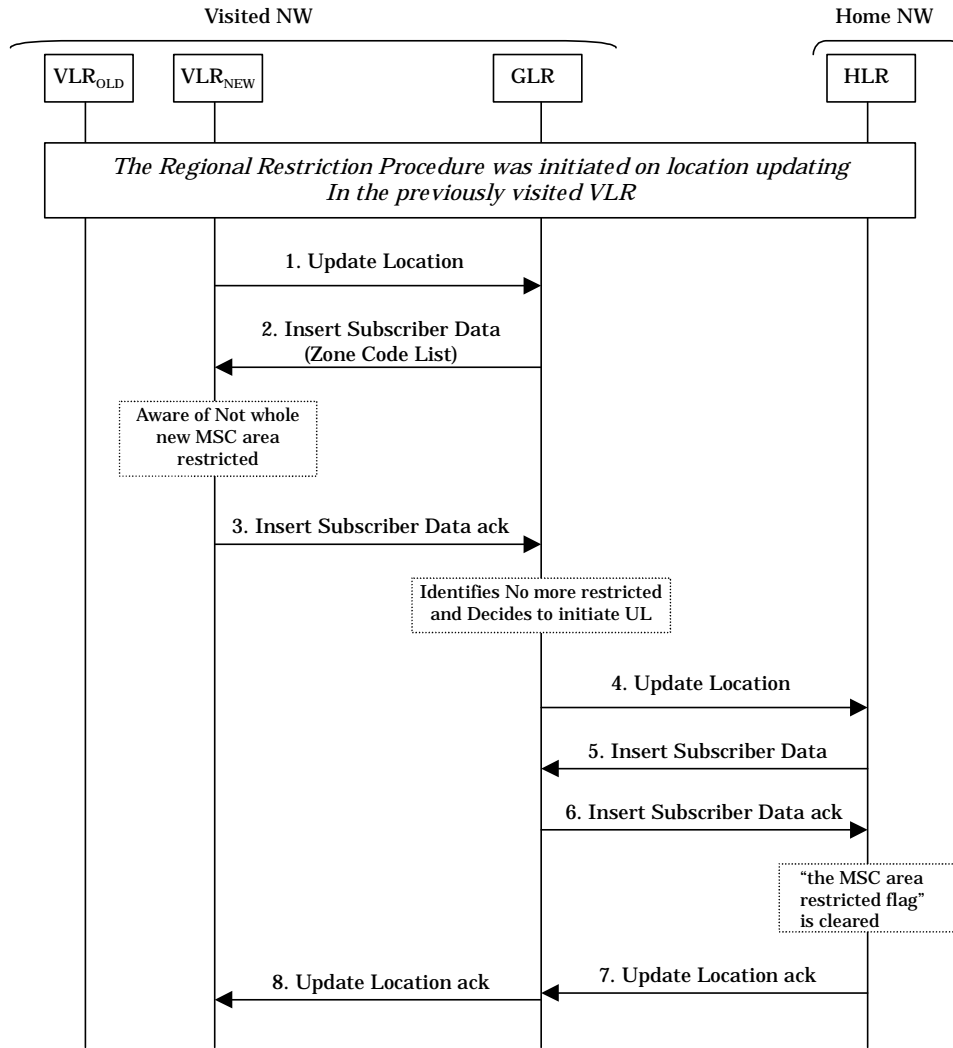 Visited NW
Home NW
VLR_OLD
VLR_NEW
GLR
HLR
The Regional Restriction Procedure was initiated on location updating
In the previously visited VLR
1. Update Location
2. Insert Subscriber Data
(Zone Code List)
Aware of Not whole
new MSC area
restricted
3. Insert Subscriber Data ack
Identifies No more restricted
and Decides to initiate UL
4. Update Location
5. Insert Subscriber Data
6. Insert Subscriber Data ack
“the MSC area
restricted flag”
is cleared
7. Update Location ack
8. Update Location ack